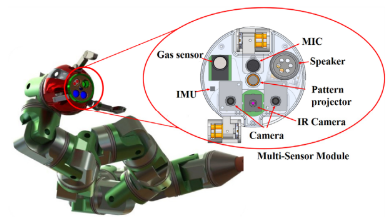 MIC
Gas sensor
Speaker
IMU
Pattern
projector
IR Camera
Camera
Multi-Sensor Module